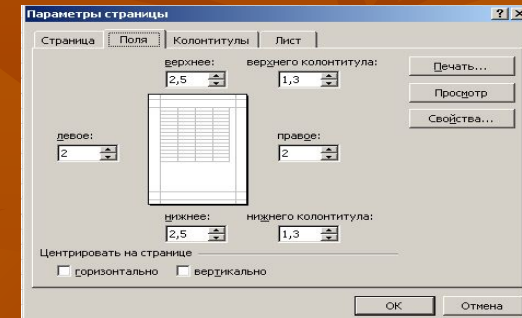 Параметры страницы
Страница Поля Колонтитулы Лист
верхнее: верхнего колонтитула:
2,5 1,3
Печать...
Просмотр
Свойства...
левое: правое:
2 2
нижнее: нижнего колонтитула:
2,5 1,3
Центрировать на странице
горизонтально вертикально
ОК Отмена